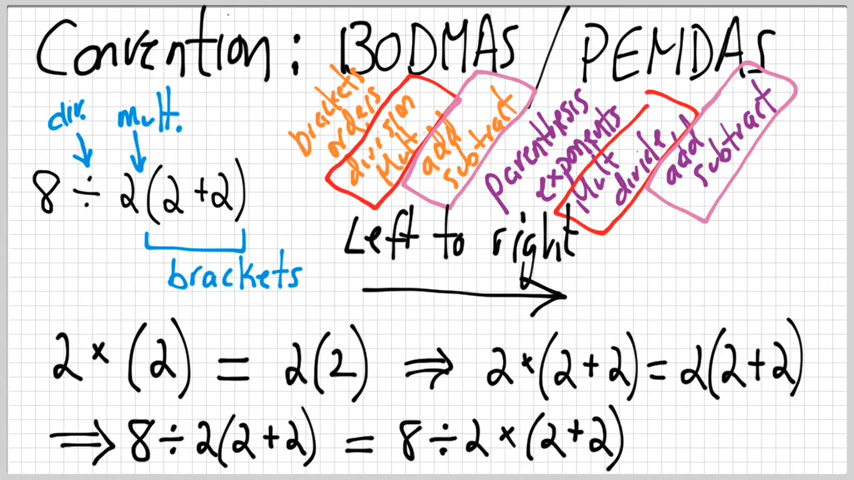 Convention: BODMAS / PEMDAS
brackets
orders
division
Mult
add
subtract
parenthesis
exponents
Mult
divide
add
subtract
div.
mult.
8 ÷ 2(2+2)
brackets
Left to right
2 × (2) = 2(2) ⇒ 2×(2+2) = 2(2+2)
⇒ 8÷2(2+2) = 8÷2×(2+2)